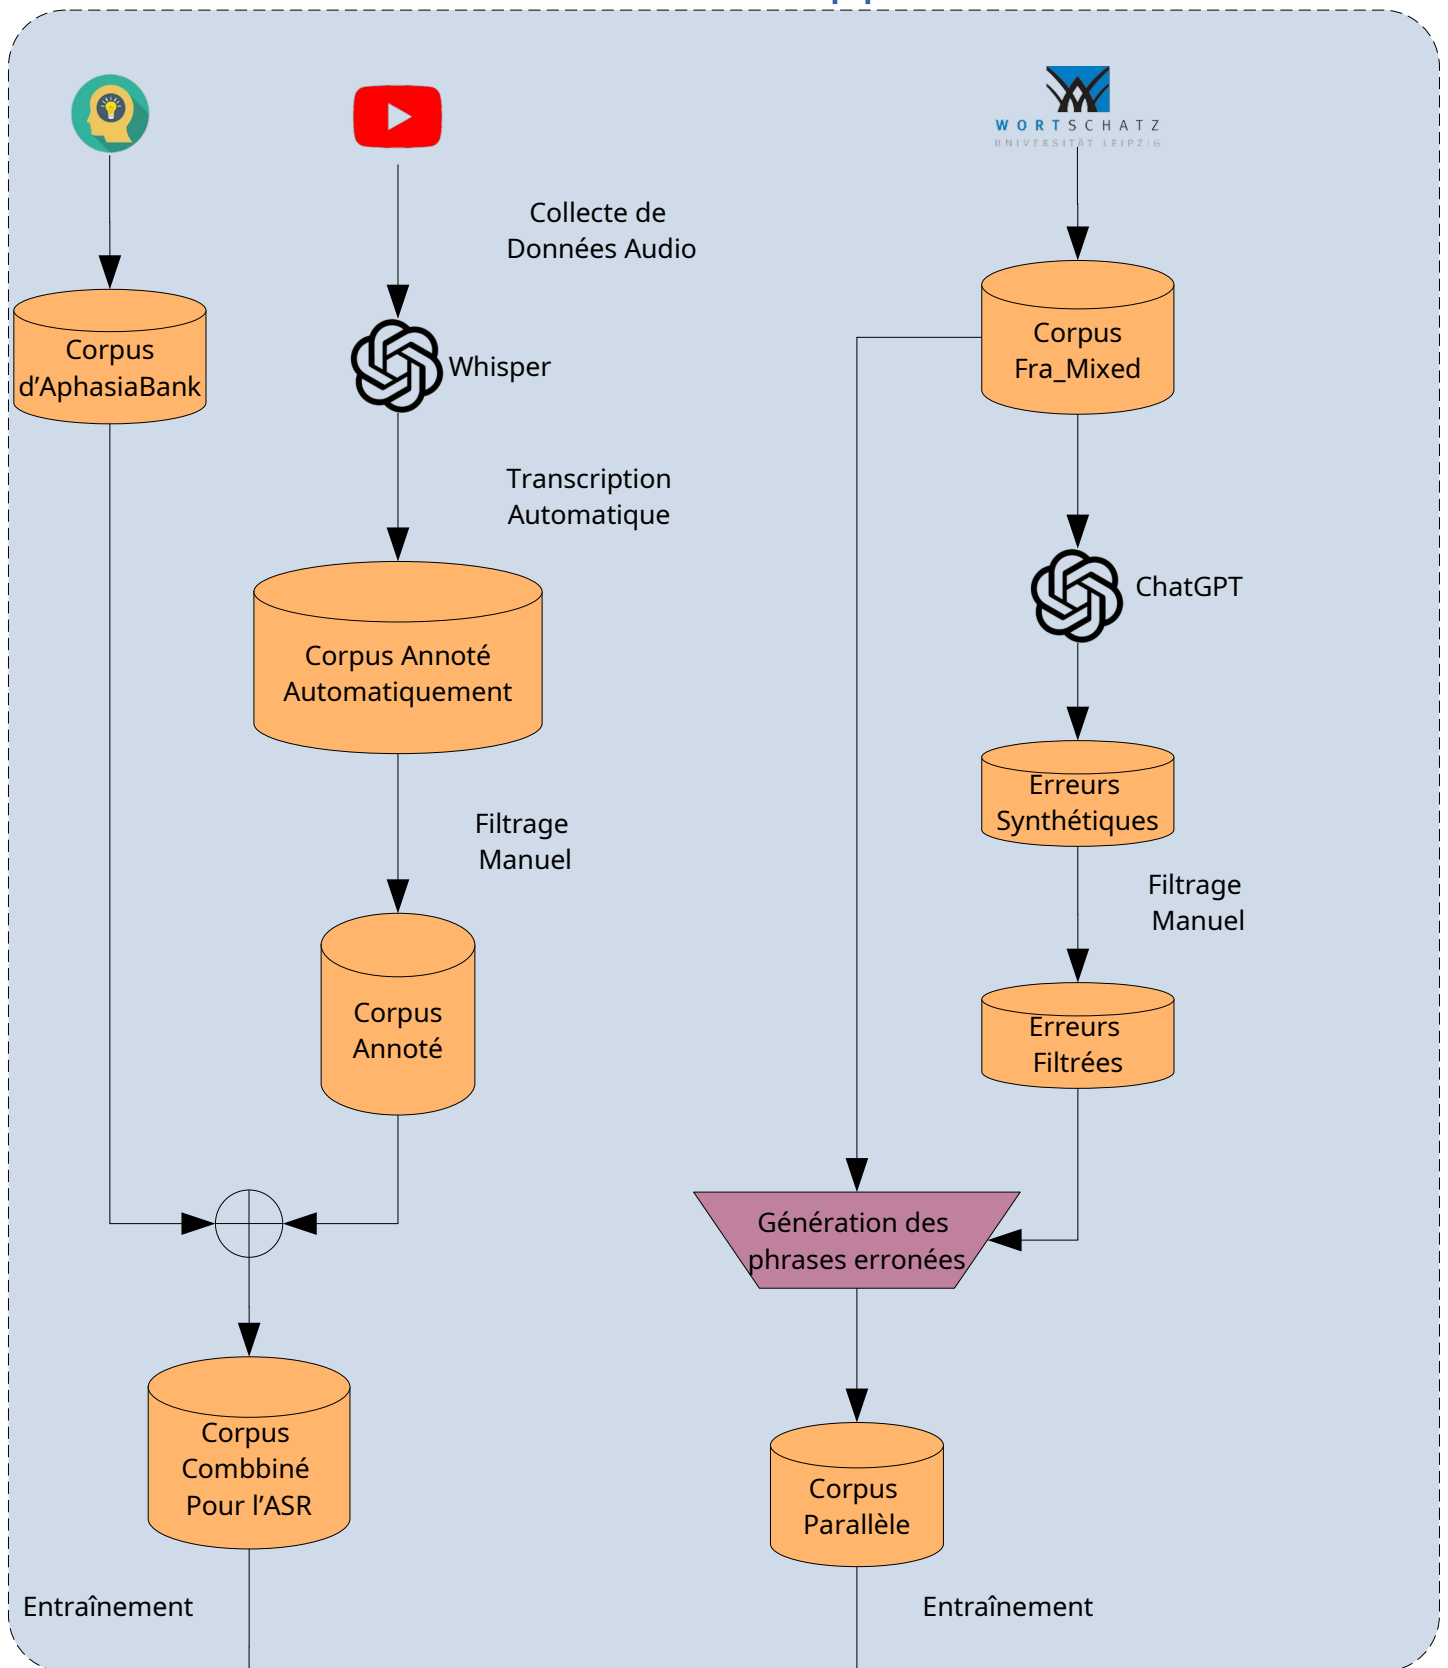 WORTSCHATZ
UNIVERSITÄT LEIPZIG
Collecte de
Données Audio
Corpus
d’AphasiaBank
Whisper
Corpus
Fra_Mixed
Transcription
Automatique
ChatGPT
Corpus Annoté
Automatiquement
Erreurs
Synthétiques
Filtrage
Manuel
Filtrage
Manuel
Corpus
Annoté
Erreurs
Filtrées
Génération des
phrases erronées
Corpus
Combbiné
Pour l’ASR
Corpus
Parallèle
Entraînement
Entraînement